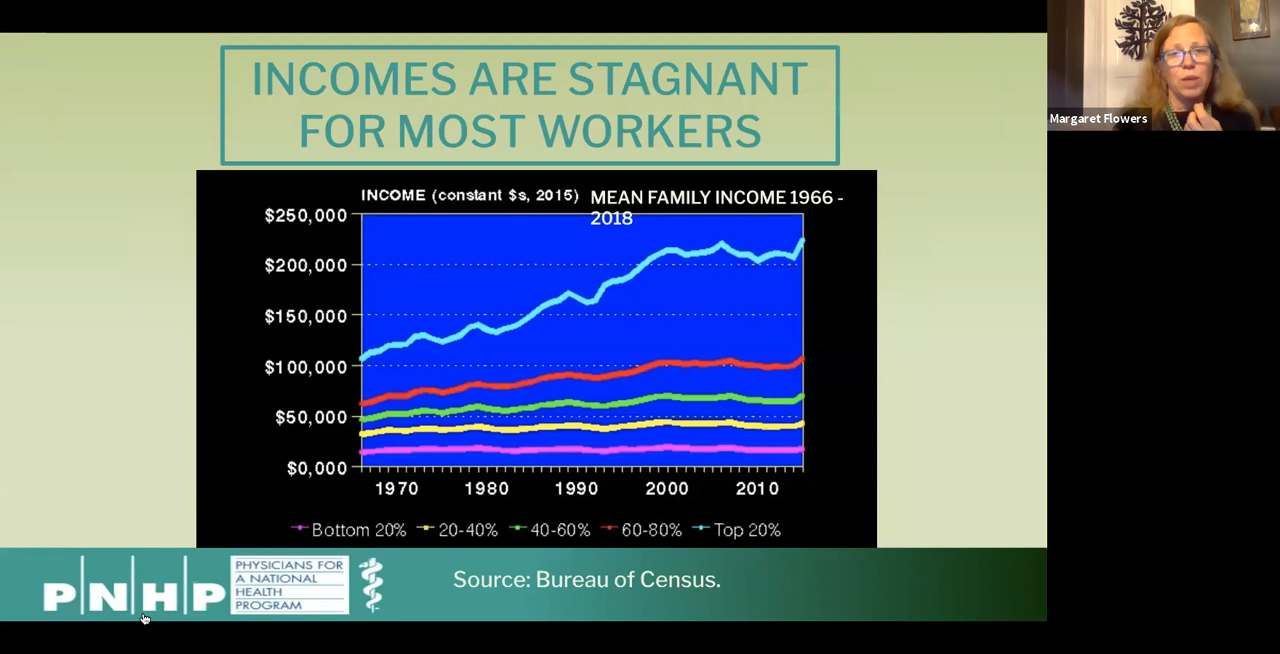 INCOMES ARE STAGNANT
FOR MOST WORKERS
Margaret Flowers
INCOME (constant $s, 2015)
MEAN FAMILY INCOME 1966 -
2018
$250,000
$200,000
$150,000
$100,000
$50,000
$0,000
1970 1980 1990 2000 2010
Bottom 20% 20-40% 40-60% 60-80% Top 20%
PNHP
PHYSICIANS FOR
A NATIONAL
HEALTH
PROGRAM
Source: Bureau of Census.